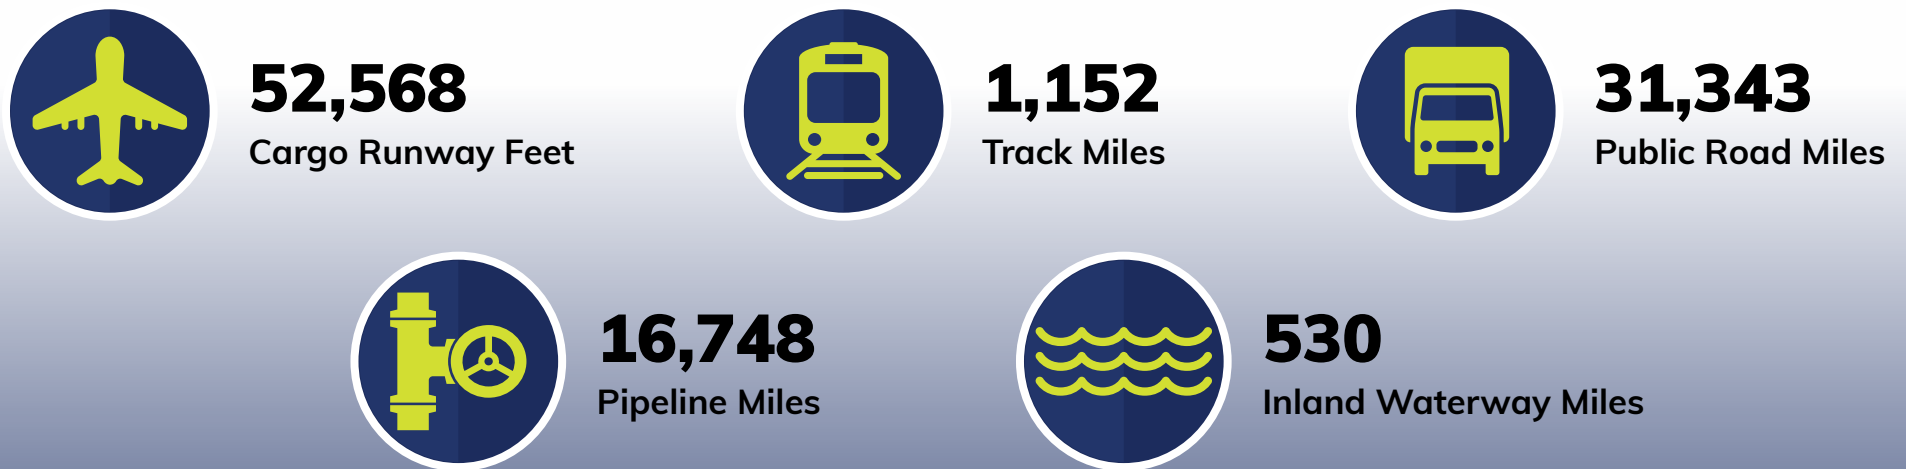 52,568
Cargo Runway Feet
1,152
Track Miles
31,343
Public Road Miles
16,748
Pipeline Miles
530
Inland Waterway Miles